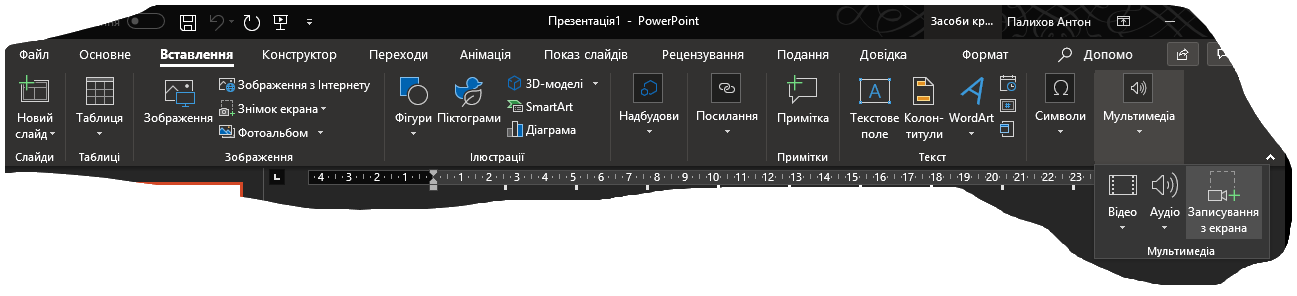 ня
Презентація1 - PowerPoint
Засоби кр...
Палихов Антон
Файл Основне Вставлення Конструктор Переходи Анімація Показ слайдів Рецензування Подання Довідка Формат Допомо
Новий слайд
Таблиця
Зображення
Зображення з Інтернету
Знімок екрана
Фотоальбом
Фігури
Піктограми
3D-моделі
SmartArt
Діаграма
Надбудови
Посилання
Примітка
Текстове поле
Колон-
титули
WordArt
Символи
Мультимедіа
Слайди Таблиці Зображення Ілюстрації Примітки Текст
4 3 2 1 1 2 3 4 5 6 7 8 9 10 11 12 13 14 15 16 17 18 19 20 21 22 23
Відео
Аудіо
Записування
з екрана
Мультимедіа